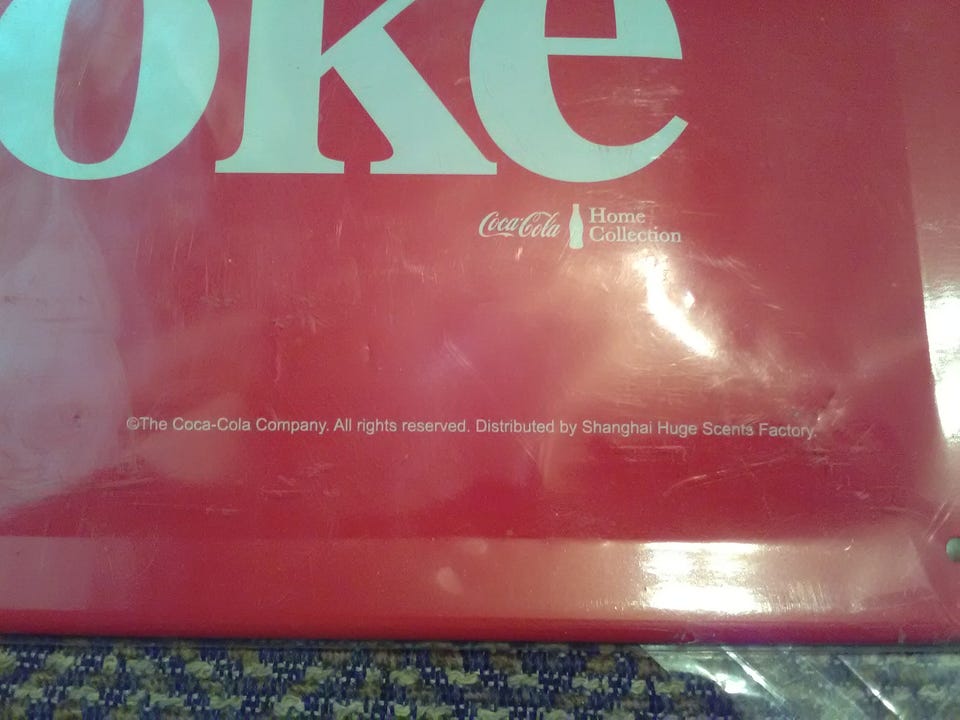 oke
Coca-Cola
Home
Collection
©The Coca-Cola Company. All rights reserved. Distributed by Shanghai Huge Scents Factory.